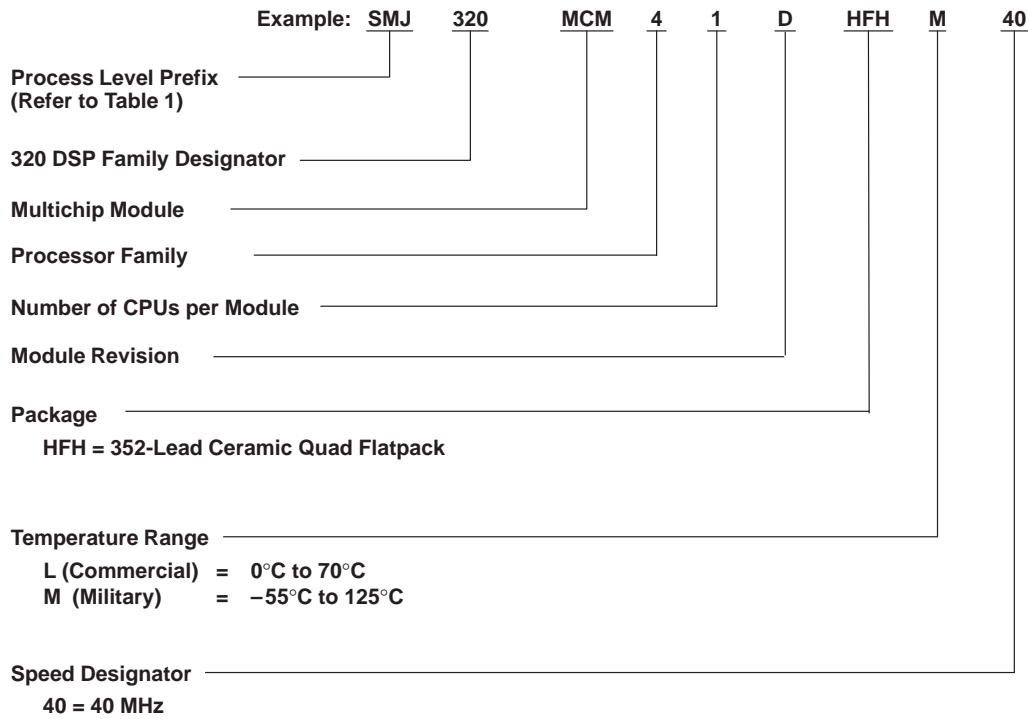 Example: SMJ 320 MCM 4 1 D HFH M 40
Process Level Prefix
(Refer to Table 1)
320 DSP Family Designator
Multichip Module
Processor Family
Number of CPUs per Module
Module Revision
Package
HFH = 352-Lead Ceramic Quad Flatpack
Temperature Range
L (Commercial) = 0°C to 70°C
M (Military) = –55°C to 125°C
Speed Designator
40 = 40 MHz